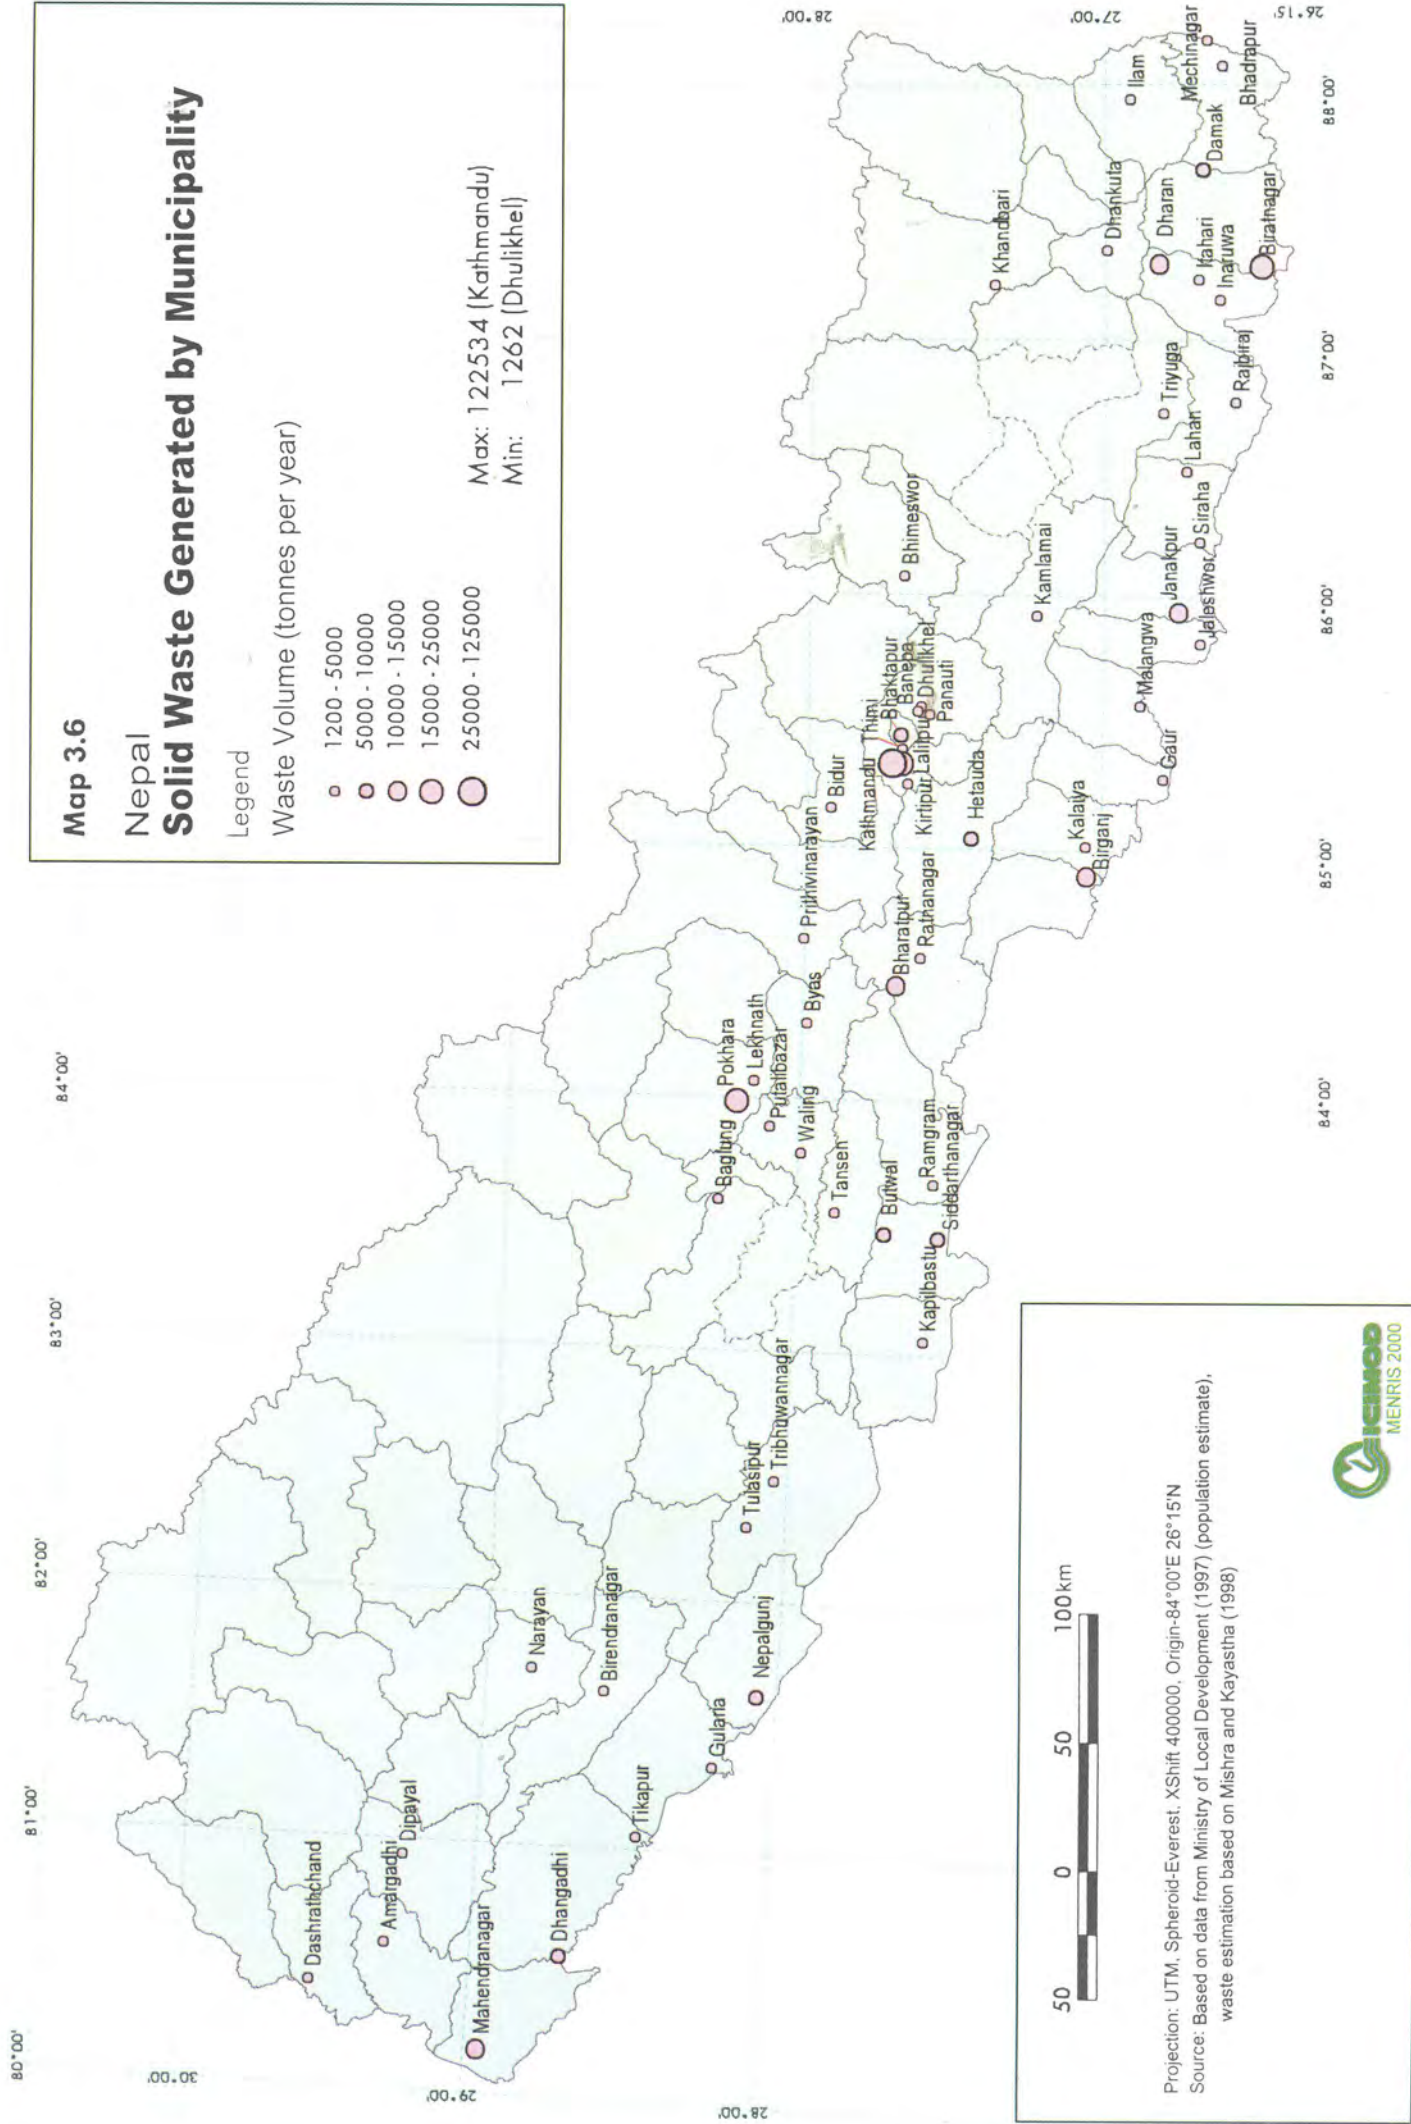 Map 3.6
Nepal
Solid Waste Generated by Municipality
Legend
Waste Volume (tonnes per year)
1200 - 5000
5000 - 10000
10000 - 15000
15000 - 25000
25000 - 125000
Max: 122534 (Kathmandu)
Min: 1262 (Dhulikhel)
80°00'
81°00'
82°00'
83°00'
84°00'
30°00'
29°00'
28°00'
Dashrathchand
Amargadhi
Dipayal
Mahendranagar
Dhangadhi
Tikapur
Narayan
Birendranagar
Gularia
Nepalgunj
Tulasipur
Tribhuwannagar
Baglung
Pokhara
Lekhnath
Putalibazar
Waling
Byas
Tansen
Butwal
Ramgram
Siddarthanagar
Kapilbastu
Prithivinarayan
Bharatpur
Ratnanagar
Bidur
Kathmandu
Thimi
Bhaktapur
Banepa
Dhulikhel
Panauti
Lalitpur
Kirtipur
Hetauda
Kalaiya
Birganj
Gaur
Malangwa
Bhimeswor
Kamlamai
Janakpur
Jaleshwor
Siraha
Lahan
Triyuga
Rajbiraj
Khandbari
Dhankuta
Dharan
Itahari
Inaruwa
Biratnagar
Damak
Ilam
Mechinagar
Bhadrapur
28°00'
27°00'
26°15'
84°00'
85°00'
86°00'
87°00'
88°00'
50 0 50 100km
Projection: UTM, Spheroid-Everest, XShift 400000, Origin-84°00'E 26°15'N
Source: Based on data from Ministry of Local Development (1997) (population estimate),
waste estimation based on Mishra and Kayastha (1998)
ICIMOD
MENRIS 2000